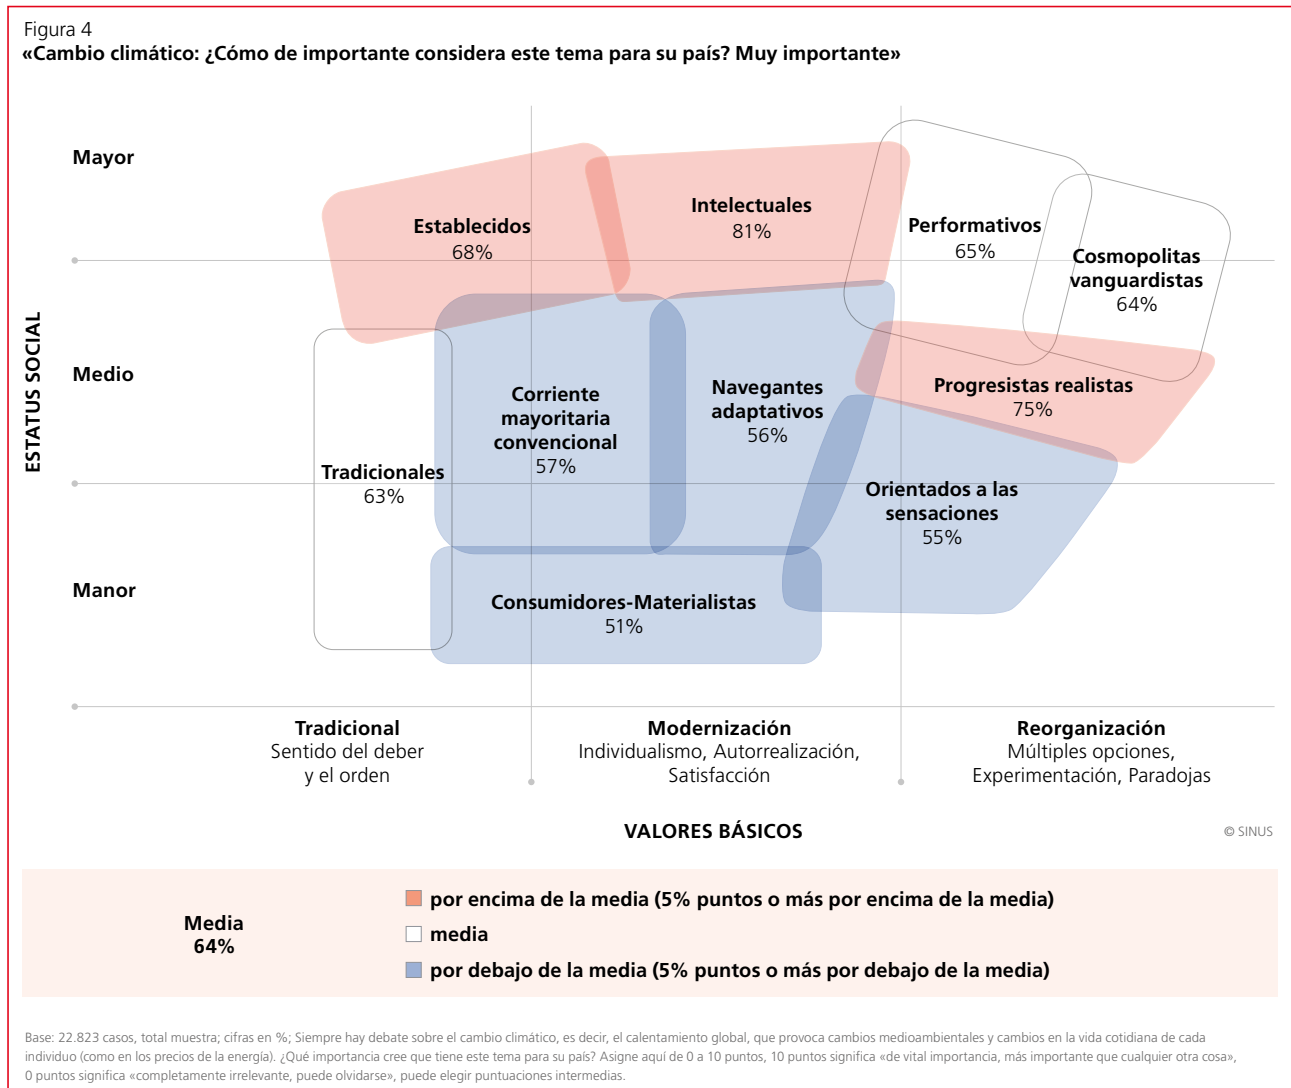 Figura 4
«Cambio climático: ¿Cómo de importante considera este tema para su país? Muy importante»
Mayor
Establecidos
68%
Intelectuales
81%
Performativos
65%
Cosmopolitas
vanguardistas
64%
ESTATUS SOCIAL
Medio
Corriente
mayoritaria
convencional
57%
Navegantes
adaptativos
56%
Progresistas realistas
75%
Tradicionales
63%
Orientados a las
sensaciones
55%
Manor
Consumidores-Materialistas
51%
Tradicional
Sentido del deber
y el orden
Modernización
Individualismo, Autorrealización,
Satisfacción
Reorganización
Múltiples opciones,
Experimentación, Paradojas
VALORES BÁSICOS
© SINUS
Media
64%
por encima de la media (5% puntos o más por encima de la media)
media
por debajo de la media (5% puntos o más por debajo de la media)
Base: 22.823 casos, total muestra; cifras en %; Siempre hay debate sobre el cambio climático, es decir, el calentamiento global, que provoca cambios medioambientales y cambios en la vida cotidiana de cada
individuo (como en los precios de la energía). ¿Qué importancia cree que tiene este tema para su país? Asigne aquí de 0 a 10 puntos, 10 puntos significa «de vital importancia, más importante que cualquier otra cosa»,
0 puntos significa «completamente irrelevante, puede olvidarse», puede elegir puntuaciones intermedias.